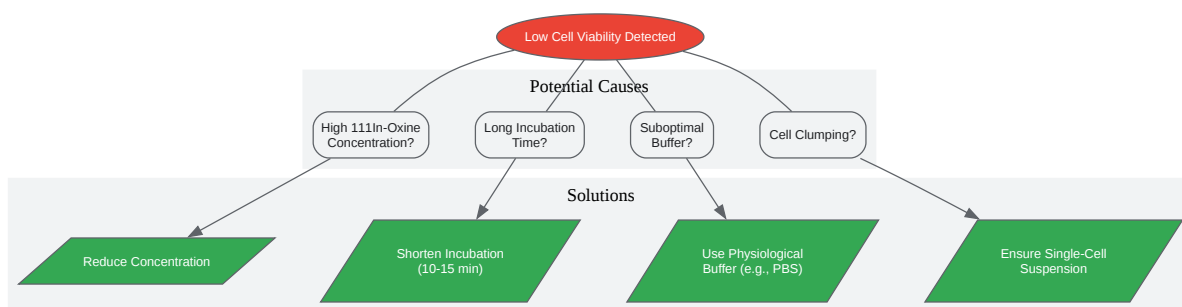 Low Cell Viability Detected
Potential Causes
High 111In-Oxine
Concentration?
Long Incubation
Time?
Suboptimal
Buffer?
Cell Clumping?
Solutions
Reduce Concentration
Shorten Incubation
(10-15 min)
Use Physiological
Buffer (e.g., PBS)
Ensure Single-Cell
Suspension